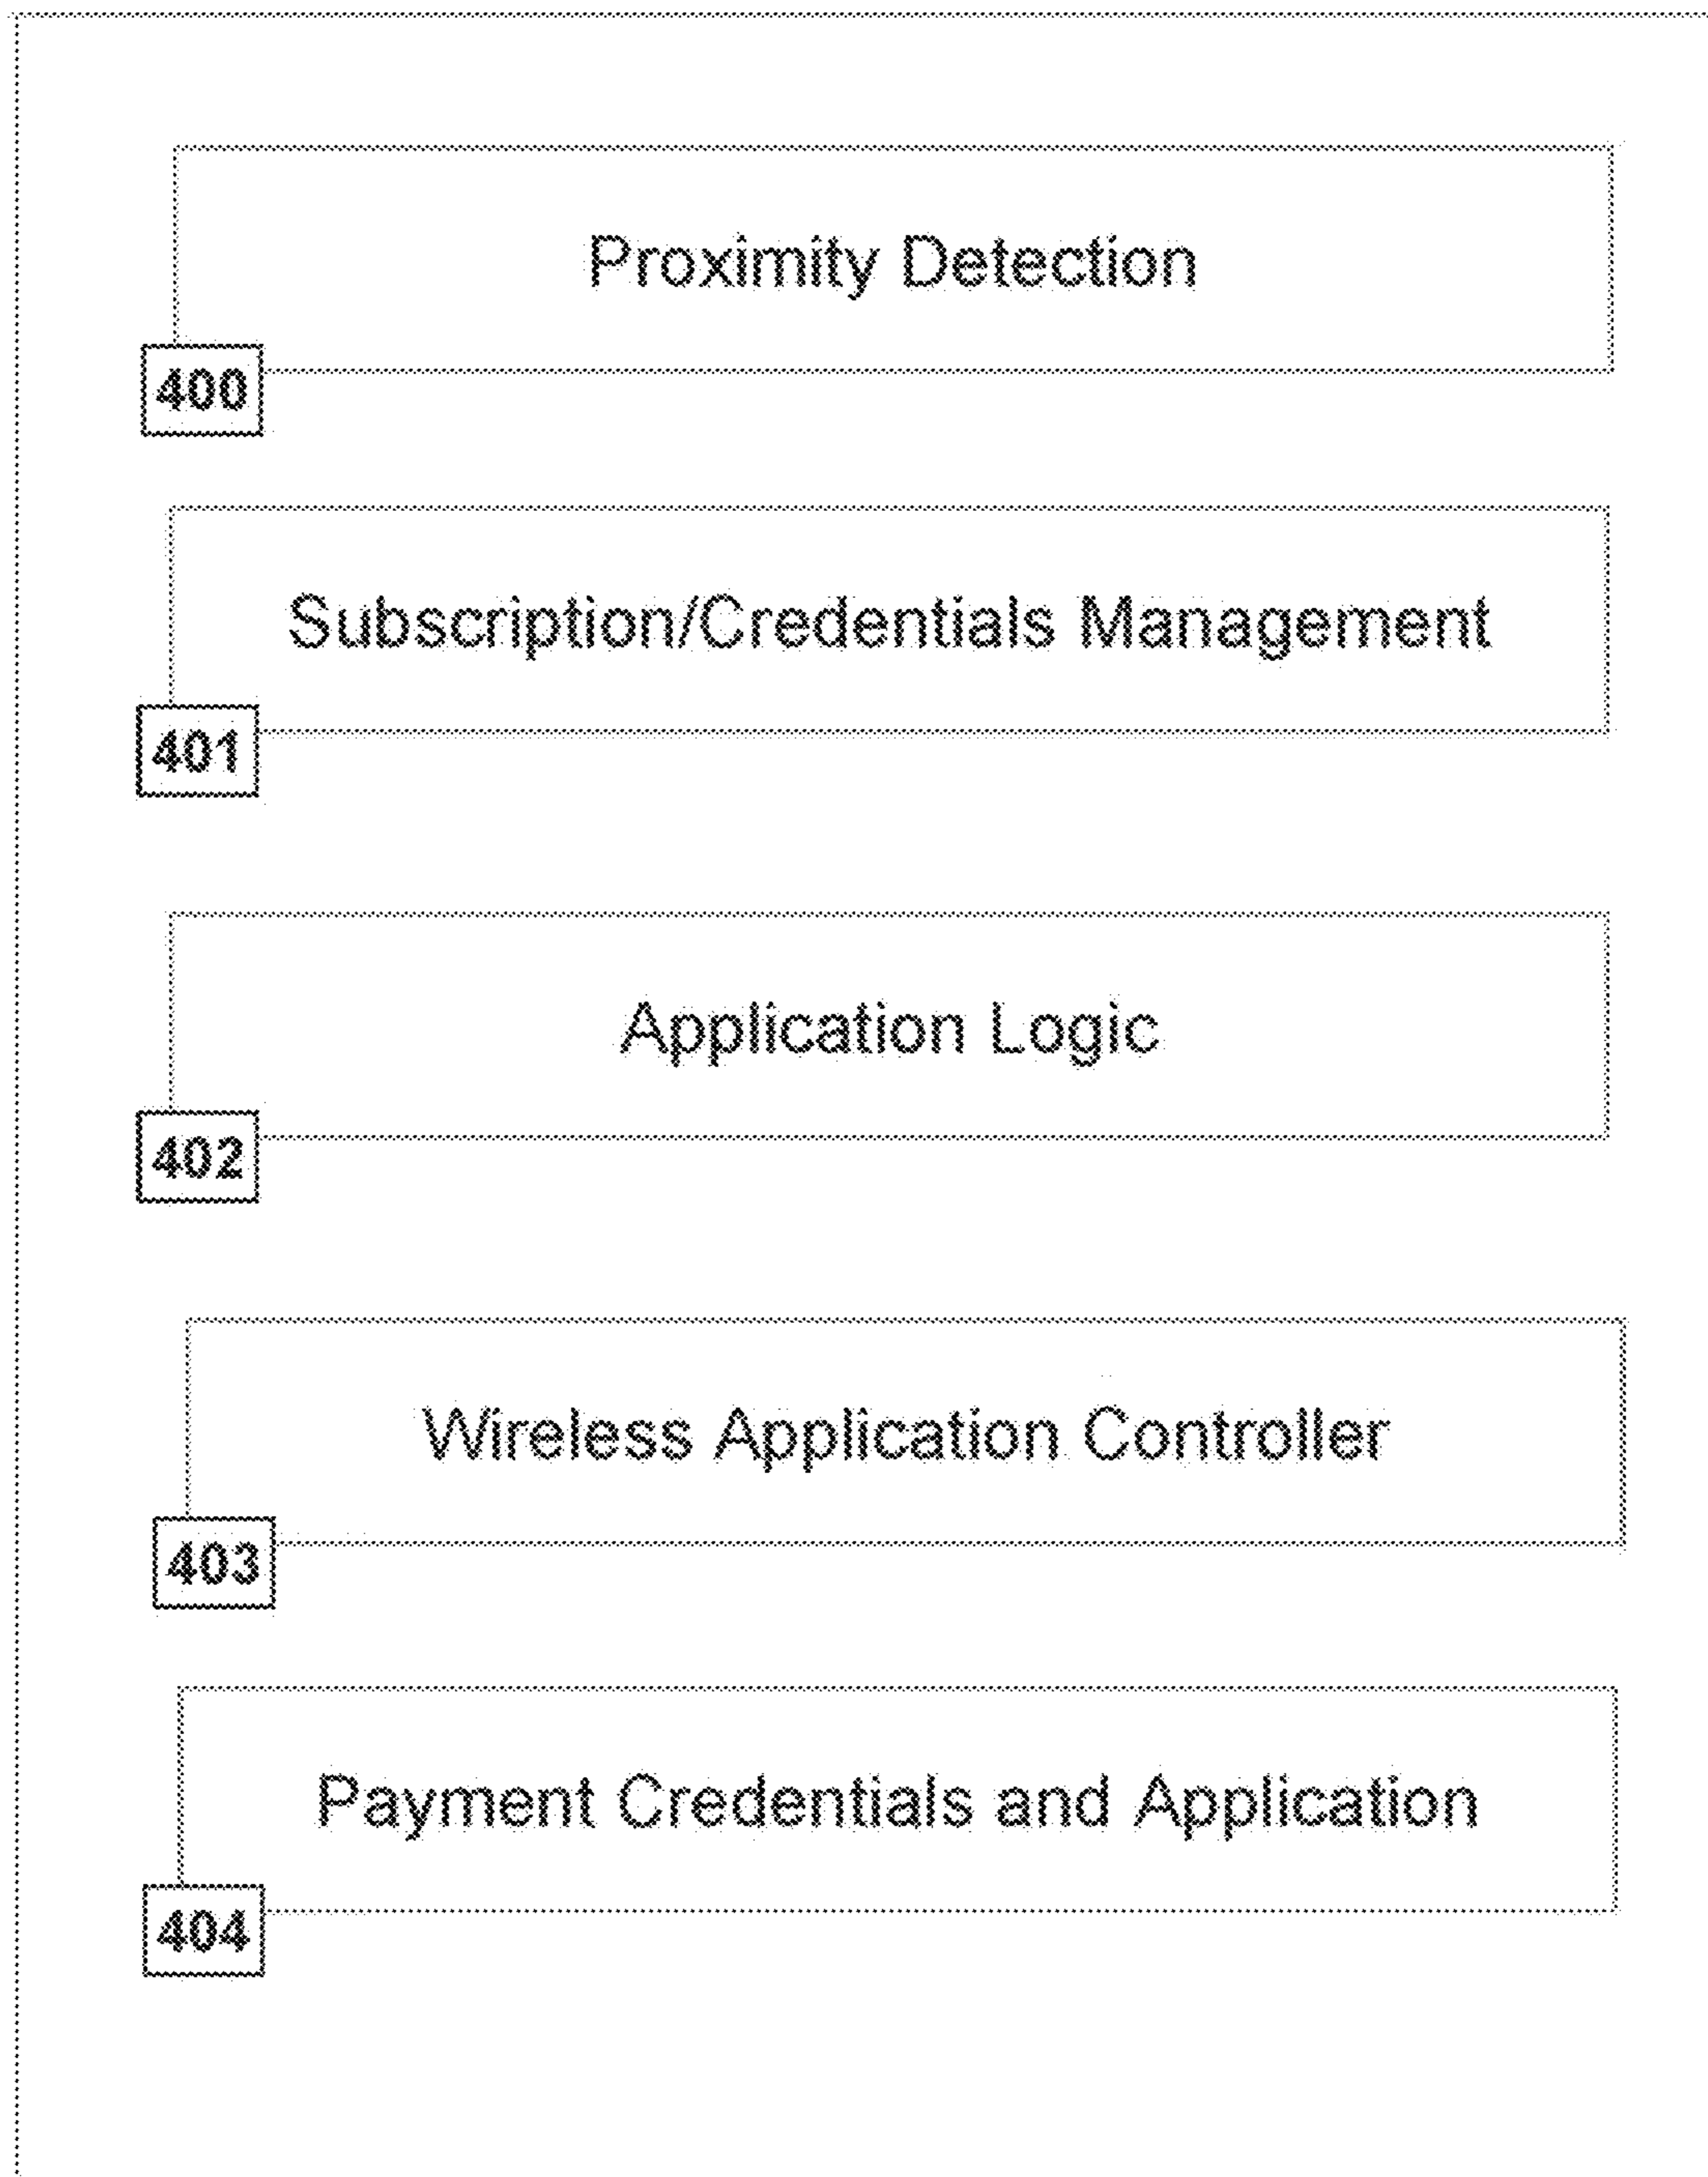 Proximity Detection
400
Subscription/Credentials Management
401
Application Logic
402
Wireless Application Controller
403
Payment Credentials and Application
404